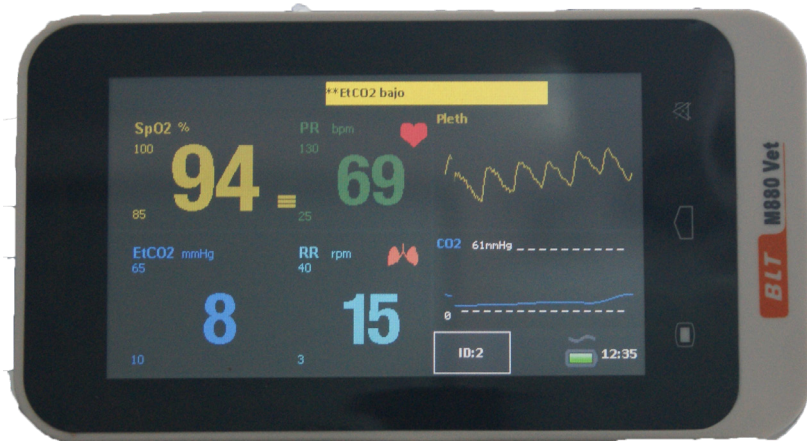 **EtCO2 bajo
SpO2 %
100
94
85
PR bpm
130
69
25
Pleth
EtCO2 mmHg
65
8
10
RR rpm
40
15
3
CO2 61mmHg
0
ID:2
12:35
BLT M880 Vet